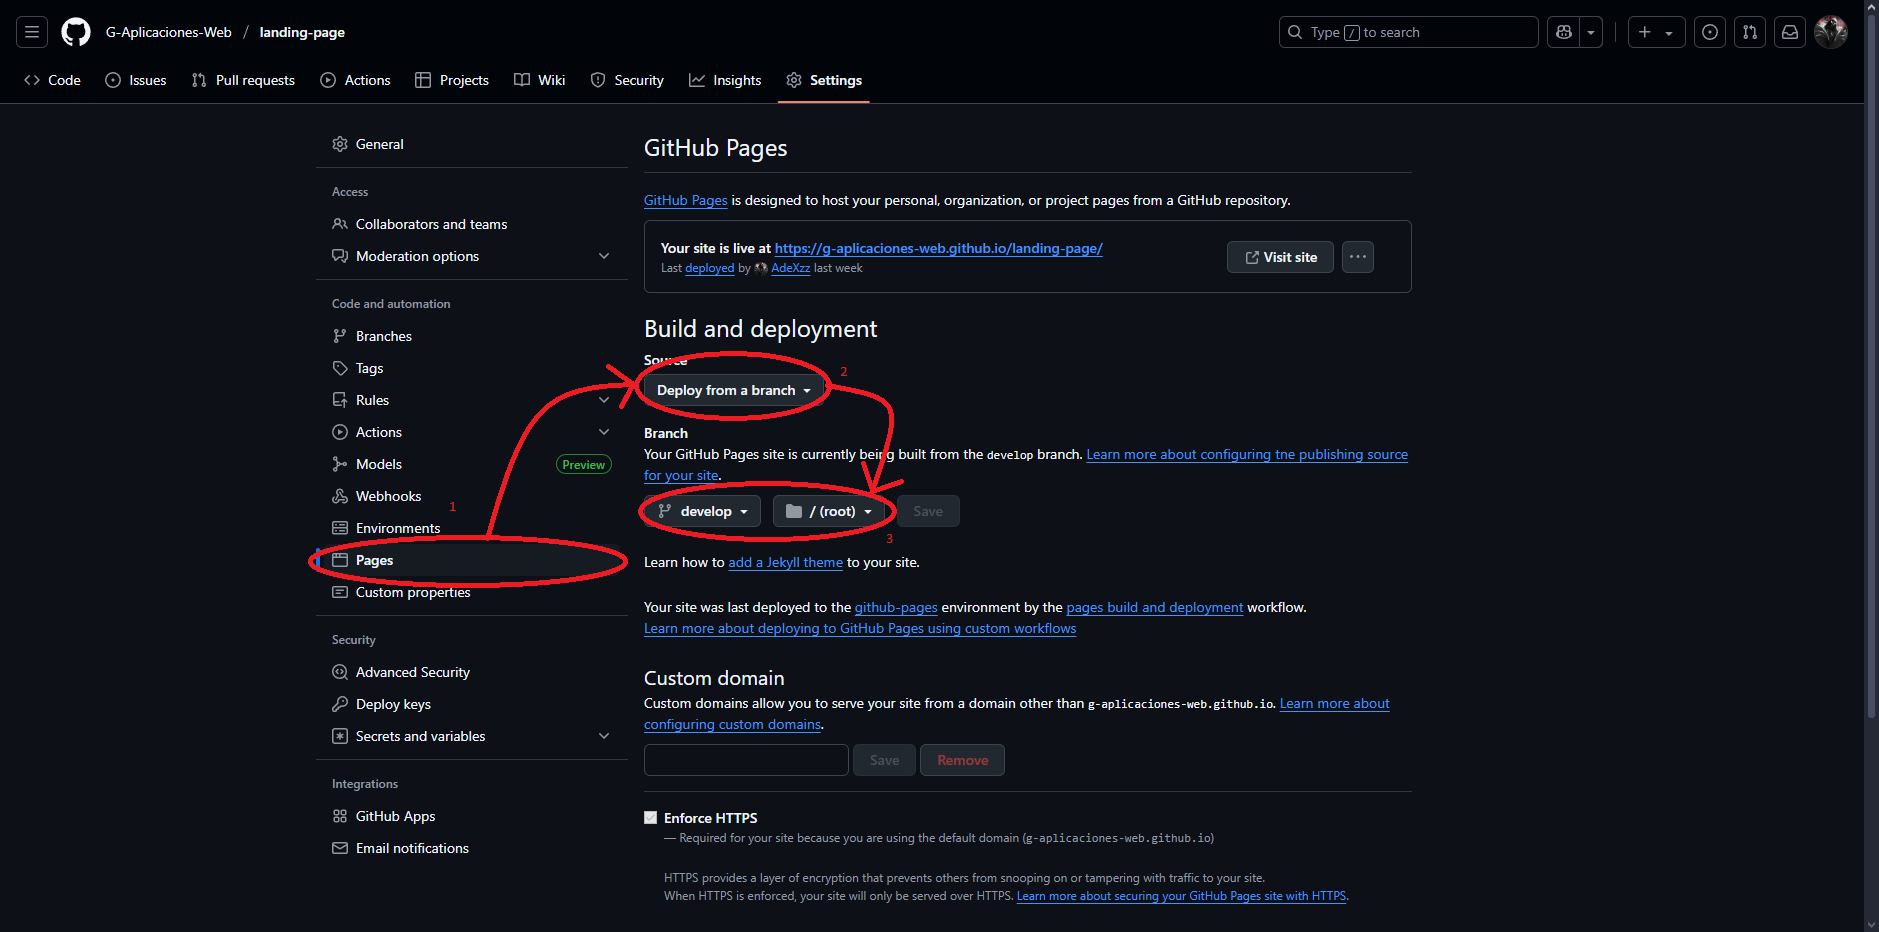 G-Aplicaciones-Web / landing-page
Type / to search
Code
Issues
Pull requests
Actions
Projects
Wiki
Security
Insights
Settings
General
Access
Collaborators and teams
Moderation options
Code and automation
Branches
Tags
Rules
Actions
Models
Preview
Webhooks
1
Environments
Pages
Custom properties
Security
Advanced Security
Deploy keys
Secrets and variables
Integrations
GitHub Apps
Email notifications
GitHub Pages
GitHub Pages is designed to host your personal, organization, or project pages from a GitHub repository.
Your site is live at https://g-aplicaciones-web.github.io/landing-page/
Last deployed by AdeXzz last week
Visit site
Build and deployment
Source
Deploy from a branch
2
Branch
Your GitHub Pages site is currently being built from the develop branch. Learn more about configuring the publishing source
for your site.
develop
/ (root)
Save
3
Learn how to add a Jekyll theme to your site.
Your site was last deployed to the github-pages environment by the pages build and deployment workflow.
Learn more about deploying to GitHub Pages using custom workflows
Custom domain
Custom domains allow you to serve your site from a domain other than g-aplicaciones-web.github.io. Learn more about
configuring custom domains.
Save
Remove
Enforce HTTPS
— Required for your site because you are using the default domain (g-aplicaciones-web.github.io)
HTTPS provides a layer of encryption that prevents others from snooping on or tampering with traffic to your site.
When HTTPS is enforced, your site will only be served over HTTPS. Learn more about securing your GitHub Pages site with HTTPS.